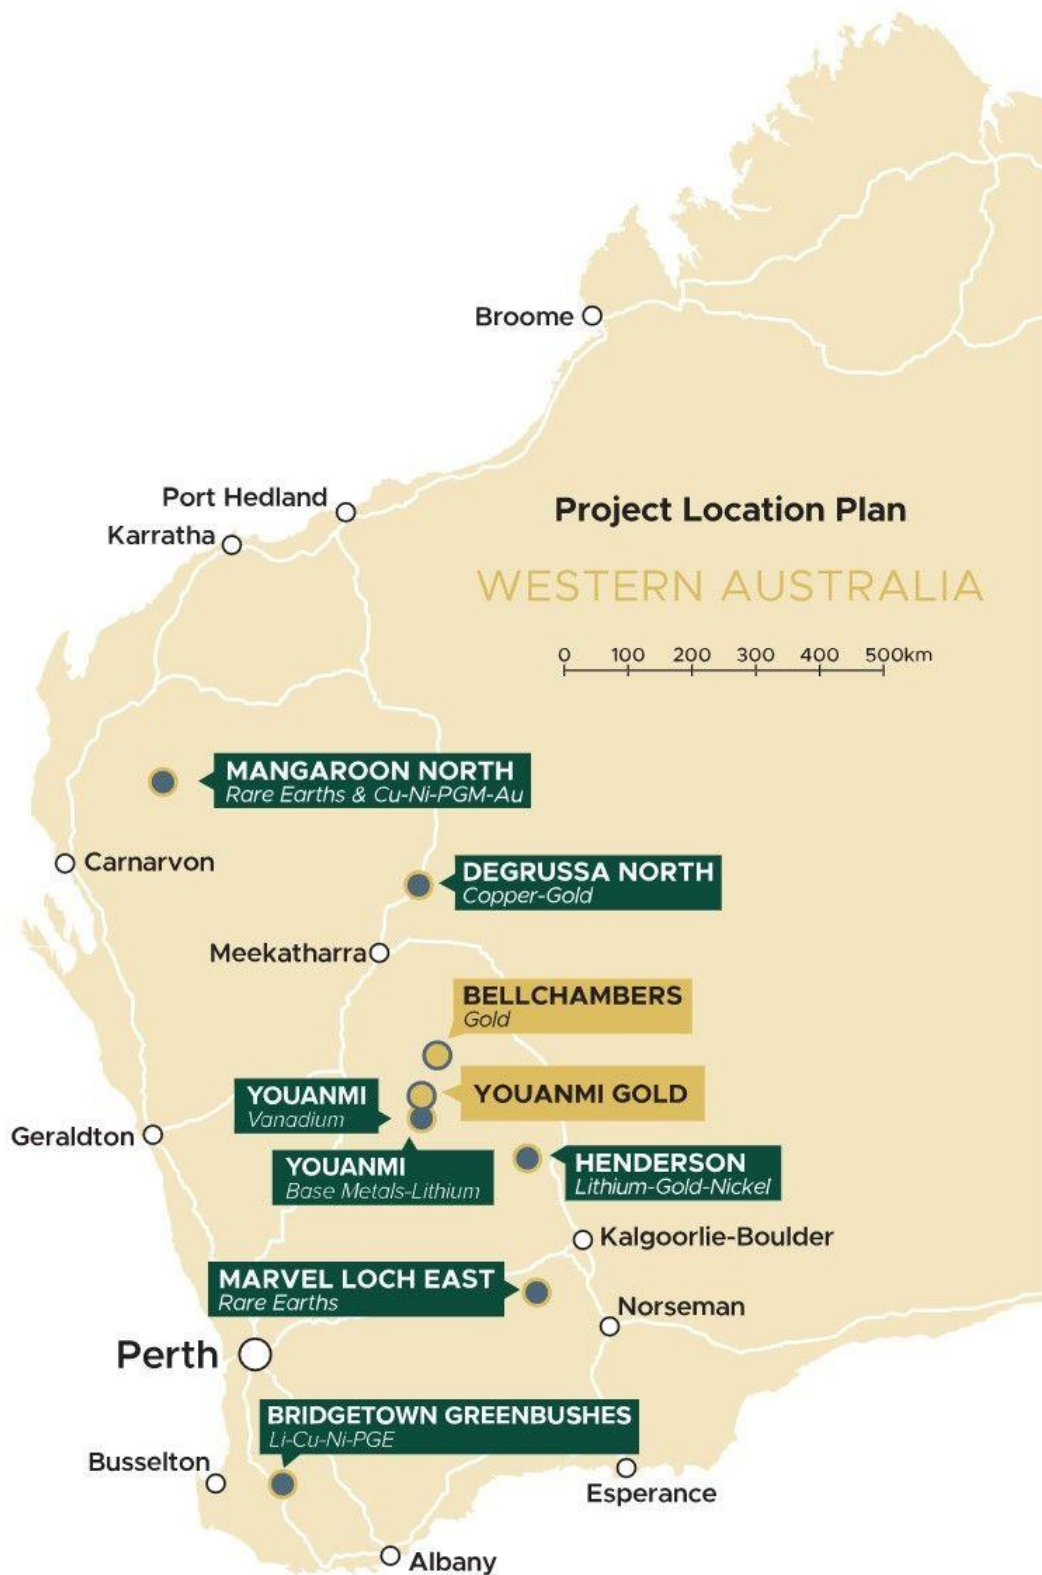 Broome
Port Hedland
Karratha
Project Location Plan
WESTERN AUSTRALIA
0 100 200 300 400 500km
MANGAROON NORTH
Rare Earths & Cu-Ni-PGM-Au
Carnarvon
DEGRUSSA NORTH
Copper-Gold
Meekatharra
BELLCHAMBERS
Gold
YOUANMI
Vanadium
YOUANMI GOLD
Geraldton
YOUANMI
Base Metals-Lithium
HENDERSON
Lithium-Gold-Nickel
Kalgoorlie-Boulder
MARVEL LOCH EAST
Rare Earths
Norseman
Perth
BRIDGETOWN GREENBUSHES
Li-Cu-Ni-PGE
Busselton
Esperance
Albany